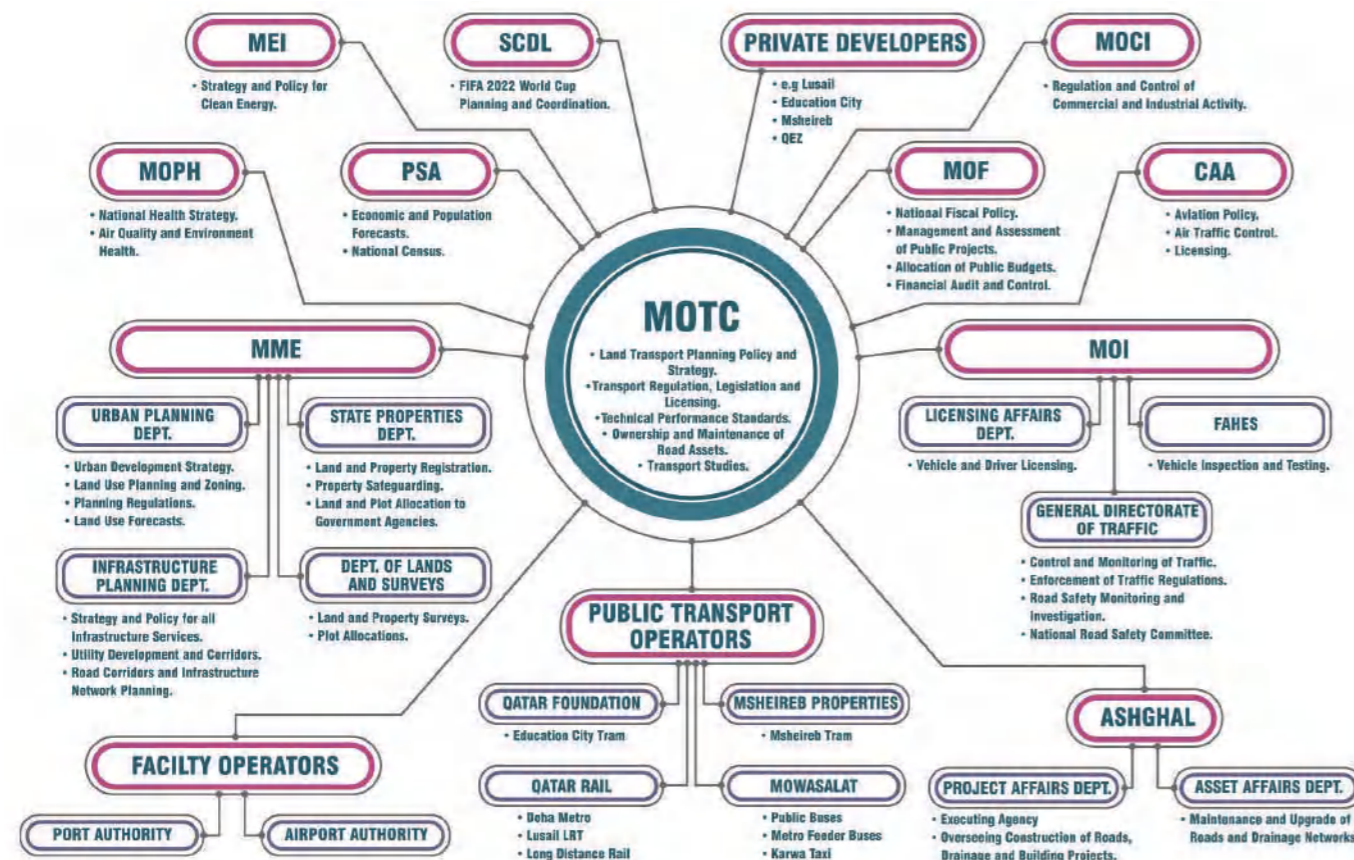 MEI
• Strategy and Policy for
Clean Energy.
SCDL
• FIFA 2022 World Cup
Planning and Coordination.
PRIVATE DEVELOPERS
• e.g Lusail
• Education City
• Msheireb
• QEZ
MOCI
• Regulation and Control of
Commercial and Industrial Activity.
MOPH
• National Health Strategy.
• Air Quality and Environment
Health.
PSA
• Economic and Population
Forecasts.
• National Census.
MOF
• National Fiscal Policy.
• Management and Assessment
of Public Projects.
• Allocation of Public Budgets.
• Financial Audit and Control.
CAA
• Aviation Policy.
• Air Traffic Control.
• Licensing.
MOTC
• Land Transport Planning Policy and
Strategy.
•Transport Regulation, Legislation and
Licensing.
•Technical Performance Standards.
• Ownership and Maintenance of
Road Assets.
• Transport Studies.
MME
URBAN PLANNING
DEPT.
• Urban Development Strategy.
• Land Use Planning and Zoning.
• Planning Regulations.
• Land Use Forecasts.
STATE PROPERTIES
DEPT.
• Land and Property Registration.
• Property Safeguarding.
• Land and Plot Allocation to
Government Agencies.
INFRASTRUCTURE
PLANNING DEPT.
• Strategy and Policy for all
Infrastructure Services.
• Utility Development and Corridors.
• Road Corridors and Infrastructure
Network Planning.
DEPT. OF LANDS
AND SURVEYS
• Land and Property Surveys.
• Plot Allocations.
MOI
LICENSING AFFAIRS
DEPT.
• Vehicle and Driver Licensing.
FAHES
• Vehicle Inspection and Testing.
GENERAL DIRECTORATE
OF TRAFFIC
• Control and Monitoring of Traffic.
• Enforcement of Traffic Regulations.
• Road Safety Monitoring and
Investigation.
• National Road Safety Committee.
FACILTY OPERATORS
PORT AUTHORITY
AIRPORT AUTHORITY
PUBLIC TRANSPORT
OPERATORS
QATAR FOUNDATION
• Education City Tram
MSHEIREB PROPERTIES
• Msheireb Tram
QATAR RAIL
• Doha Metro
• Lusail LRT
• Long Distance Rail
MOWASALAT
• Public Buses
• Metro Feeder Buses
• Karwa Taxi
ASHGHAL
PROJECT AFFAIRS DEPT.
• Executing Agency
• Overseeing Construction of Roads,
Drainage and Building Projects.
ASSET AFFAIRS DEPT.
• Maintenance and Upgrade of
Roads and Drainage Networks